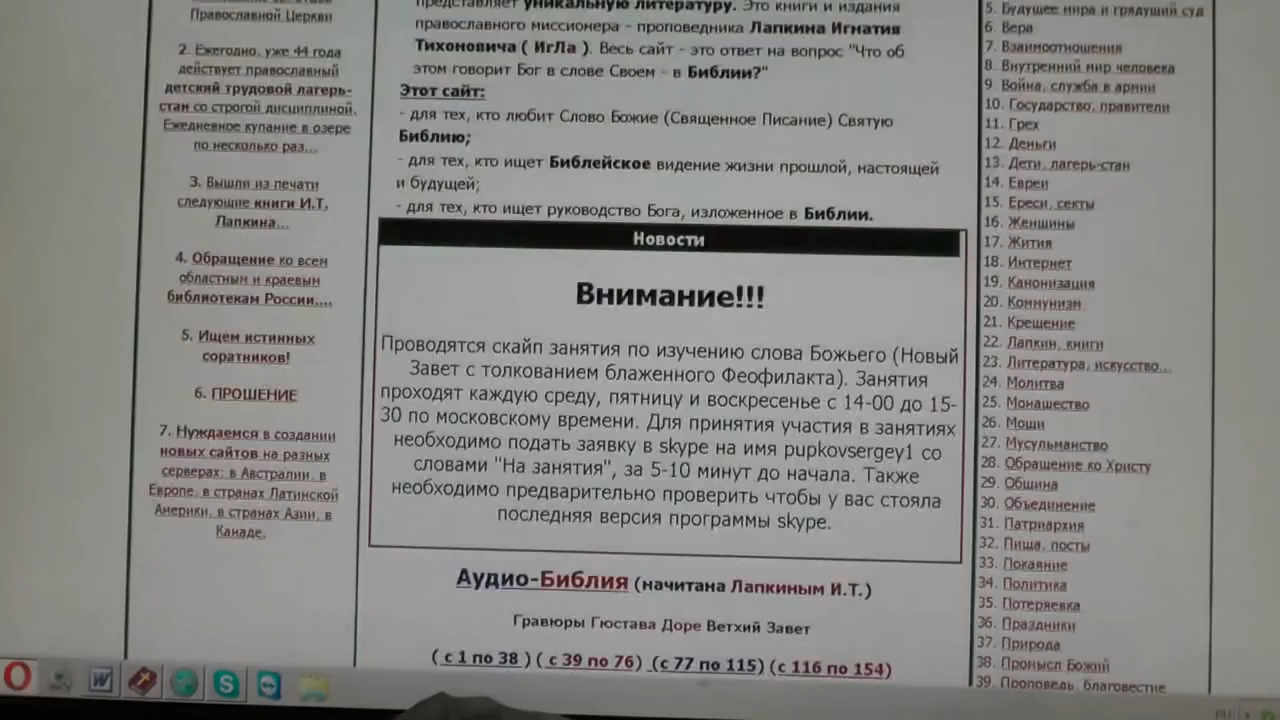 Православной Церкви
2. Ежегодно, уже 44 года
действует православный
детский трудовой лагерь-
стан со строгой дисциплиной.
Ежедневное купание в озере
по несколько раз...
3. Вышли из печати
следующие книги И.Т.
Лапкина...
4. Обращение ко всем
областным и краевым
библиотекам России....
5. Ищем истинных
соратников!
6. ПРОШЕНИЕ
7. Нуждаемся в создании
новых сайтов на разных
серверах: в Австралии, в
Европе, в странах Латинской
Америки, в странах Азии, в
Канаде.
представляет уникальную литературу. Это книги и издания
православного миссионера - проповедника Лапкина Игнатия
Тихоновича ( ИгЛа ). Весь сайт - это ответ на вопрос "Что об
этом говорит Бог в слове Своем - в Библии?"
Этот сайт:
- для тех, кто любит Слово Божие (Священное Писание) Святую
Библию;
- для тех, кто ищет Библейское видение жизни прошлой, настоящей
и будущей;
- для тех, кто ищет руководство Бога, изложенное в Библии.
Новости
Внимание!!!
Проводятся скайп занятия по изучению слова Божьего (Новый
Завет с толкованием блаженного Феофилакта). Занятия
проходят каждую среду, пятницу и воскресенье с 14-00 до 15-
30 по московскому времени. Для принятия участия в занятиях
необходимо подать заявку в skype на имя pupkovsergey1 со
словами "На занятия", за 5-10 минут до начала. Также
необходимо предварительно проверить чтобы у вас стояла
последняя версия программы skype.
Аудио-Библия (начитана Лапкиным И.Т.)
Гравюры Гюстава Доре Ветхий Завет
( с 1 по 38 ) ( с 39 по 76) (с 77 по 115) (с 116 по 154)
5. Будущее мира и грядущий суд
6. Вера
7. Взаимоотношения
8. Внутренний мир человека
9. Война, служба в армии
10. Государство, правители
11. Грех
12. Деньги
13. Дети, лагерь-стан
14. Евреи
15. Ереси, секты
16. Женщины
17. Жития
18. Интернет
19. Канонизация
20. Коммунизм
21. Крешение
22. Лапкин, книги
23. Литература, искусство...
24. Молитва
25. Монашество
26. Мощи
27. Мусульманство
28. Обращение ко Христу
29. Община
30. Объединение
31. Патриархия
32. Пища, посты
33. Покаяние
34. Политика
35. Потеряевка
36. Праздники
37. Природа
38. Промысл Божий
39. Проповедь, благовестие